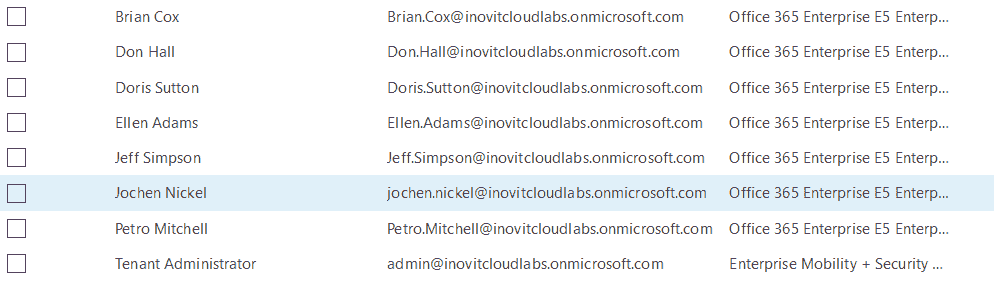 Brian Cox Brian.Cox@inovitcloudlabs.onmicrosoft.com Office 365 Enterprise E5 Enterp...
Don Hall Don.Hall@inovitcloudlabs.onmicrosoft.com Office 365 Enterprise E5 Enterp...
Doris Sutton Doris.Sutton@inovitcloudlabs.onmicrosoft.com Office 365 Enterprise E5 Enterp...
Ellen Adams Ellen.Adams@inovitcloudlabs.onmicrosoft.com Office 365 Enterprise E5 Enterp...
Jeff Simpson Jeff.Simpson@inovitcloudlabs.onmicrosoft.com Office 365 Enterprise E5 Enterp...
Jochen Nickel jochen.nickel@inovitcloudlabs.onmicrosoft.com Office 365 Enterprise E5 Enterp...
Petro Mitchell Petro.Mitchell@inovitcloudlabs.onmicrosoft.com Office 365 Enterprise E5 Enterp...
Tenant Administrator admin@inovitcloudlabs.onmicrosoft.com Enterprise Mobility + Security ...